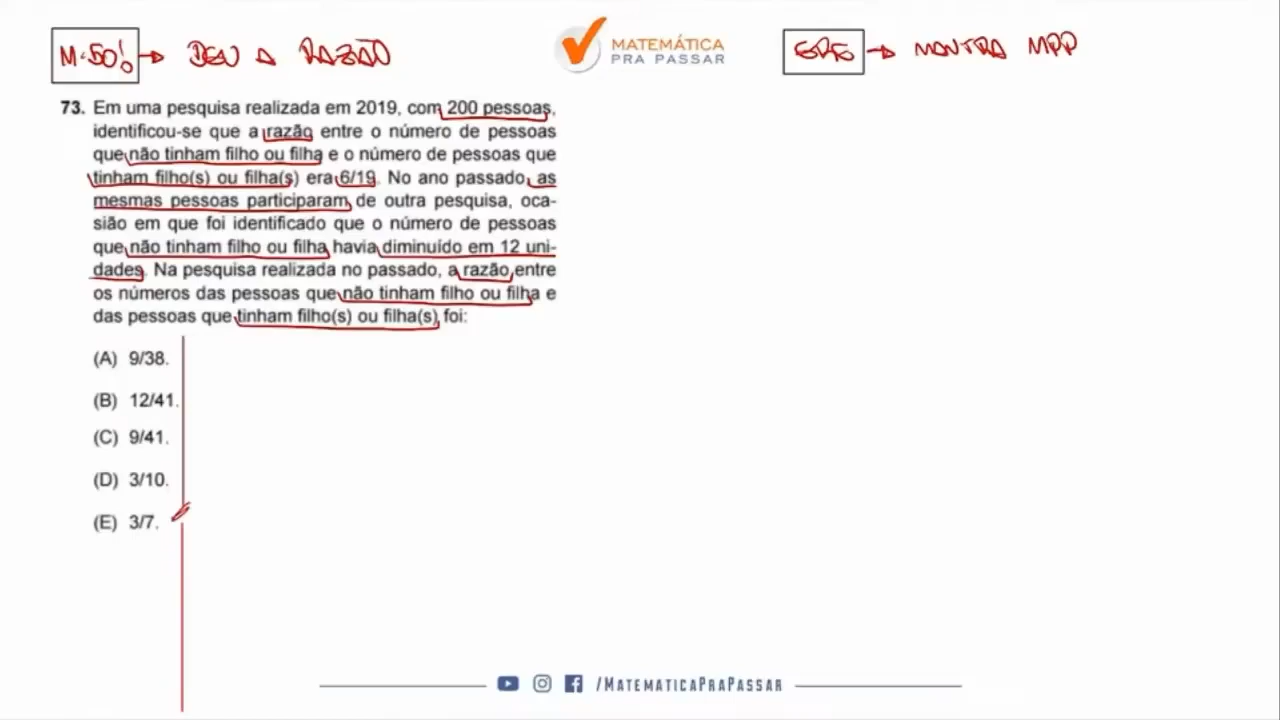 M.50! → DEU A RAZÃO
MATEMÁTICA
PRA PASSAR
→ MONTRA MPP
73. Em uma pesquisa realizada em 2019, com 200 pessoas,
identificou-se que a razão entre o número de pessoas
que não tinham filho ou filha e o número de pessoas que
tinham filho(s) ou filha(s) era 6/19. No ano passado, as
mesmas pessoas participaram de outra pesquisa, oca-
sião em que foi identificado que o número de pessoas
que não tinham filho ou filha havia diminuído em 12 uni-
dades. Na pesquisa realizada no passado, a razão entre
os números das pessoas que não tinham filho ou filha e
das pessoas que tinham filho(s) ou filha(s) foi:
(A) 9/38.
(B) 12/41.
(C) 9/41.
(D) 3/10.
(E) 3/7.
/MATEMATICAPRAPASSAR